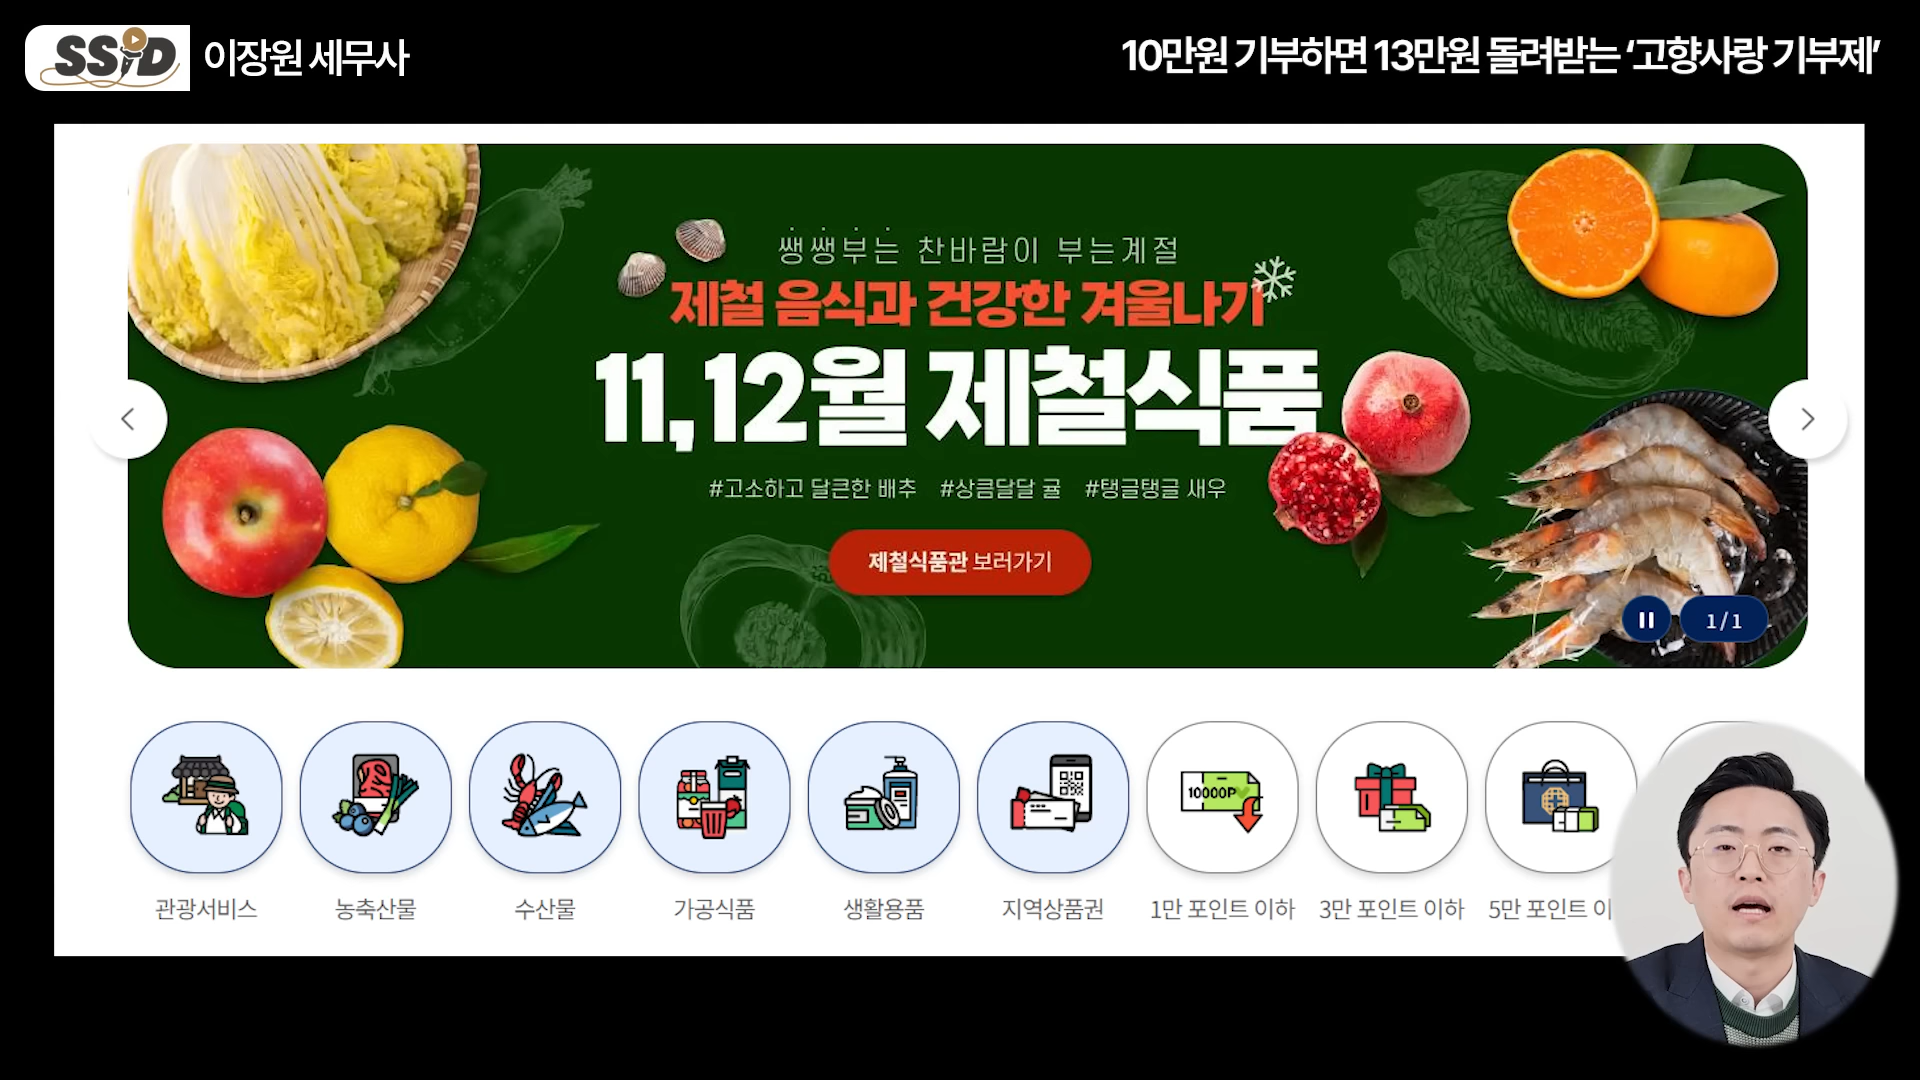 SSiD 이장원 세무사
10만원 기부하면 13만원 돌려받는 ‘고향사랑 기부제’
쌩쌩부는 찬바람이 부는계절
제철 음식과 건강한 겨울나기
11,12월 제철식품
#고소하고 달큰한 배추 #상큼달달 귤 #탱글탱글 새우
제철식품관 보러가기
1/1
10000P
관광서비스
농축산물
수산물
가공식품
생활용품
지역상품권
1만 포인트 이하
3만 포인트 이하
5만 포인트 이